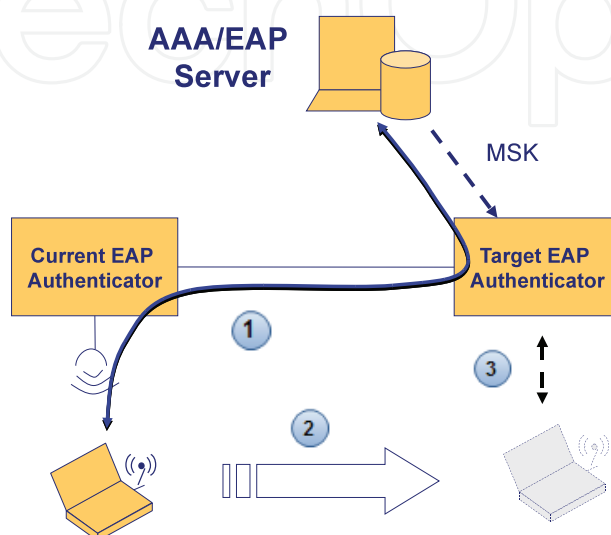 AAA/EAP
Server
MSK
Current EAP
Authenticator
Target EAP
Authenticator
1
3
2